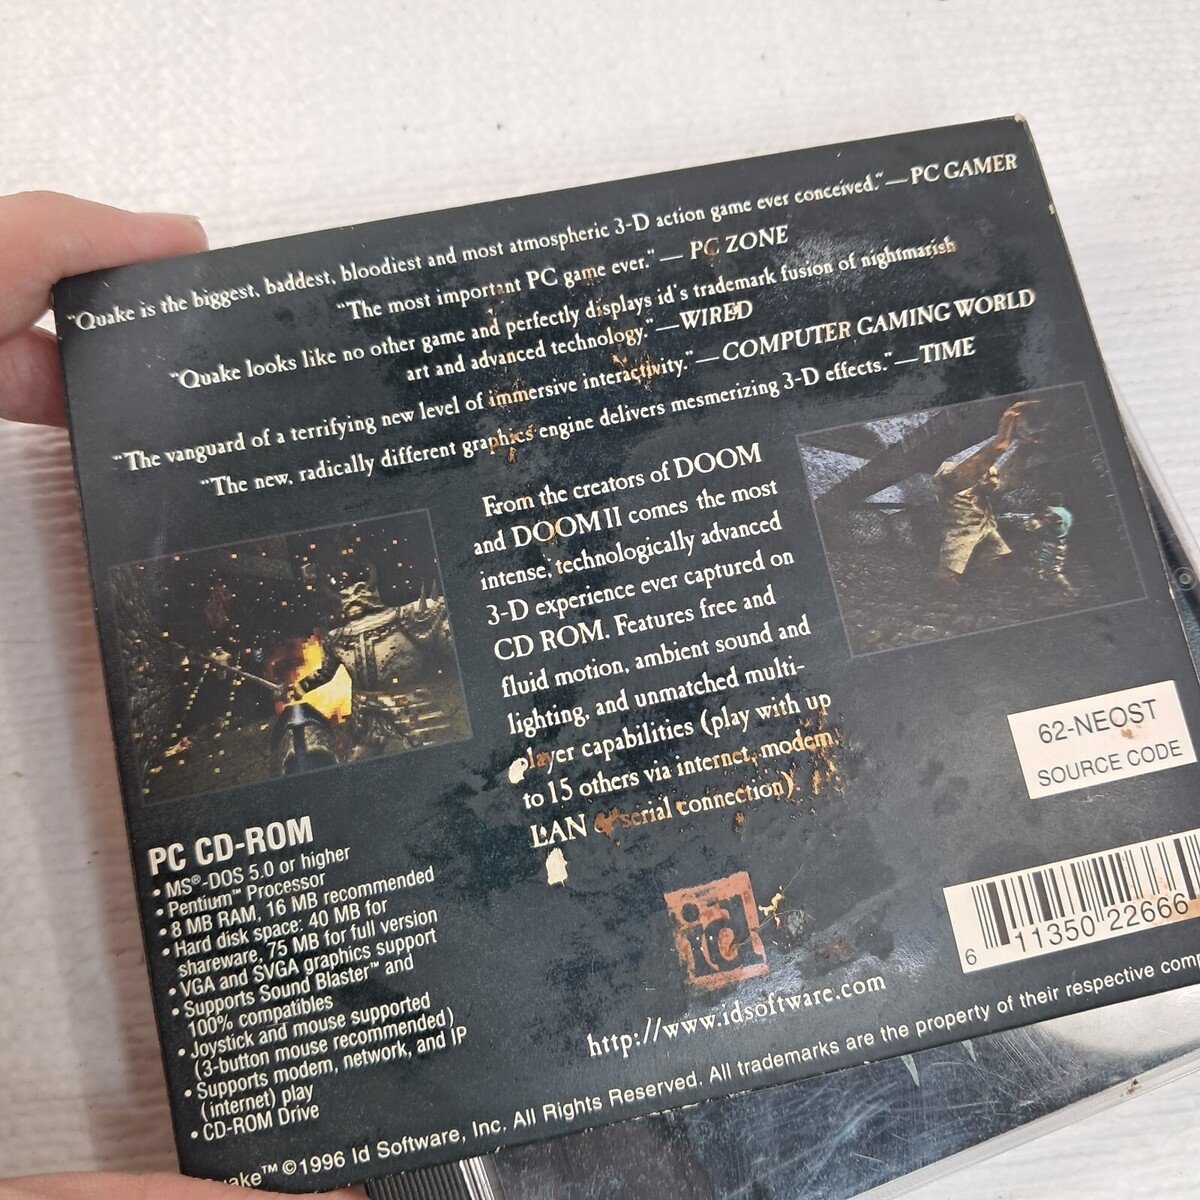 "Quake is the biggest, baddest, bloodiest and most atmospheric 3-D action game ever conceived."—PC GAMER
"The most important PC game ever."— PC ZONE
"Quake looks like no other game and perfectly displays id's trademark fusion of nightmarish
art and advanced technology."—WIRED
"The vanguard of a terrifying new level of immersive interactivity."—COMPUTER GAMING WORLD
"The new, radically different graphics engine delivers mesmerizing 3-D effects."—TIME
From the creators of DOOM
and DOOM II comes the most
intense, technologically advanced
3-D experience ever captured on
CD ROM. Features free and
fluid motion, ambient sound and
lighting, and unmatched multi-
player capabilities (play with up
to 15 others via internet, modem,
LAN or serial connection).
PC CD-ROM
• MS®-DOS 5.0 or higher
• Pentium™ Processor
• 8 MB RAM, 16 MB recommended
• Hard disk space: 40 MB for
shareware, 75 MB for full version
• VGA and SVGA graphics support
• Supports Sound Blaster™ and
100% compatibles
• Joystick and mouse supported
(3-button mouse recommended)
• Supports modem, network, and IP
(internet) play
• CD-ROM Drive
62-NEOST
SOURCE CODE
6 11350 22666
id
http://www.idsoftware.com
uake™ ©1996 Id Software, Inc. All Rights Reserved. All trademarks are the property of their respective comp